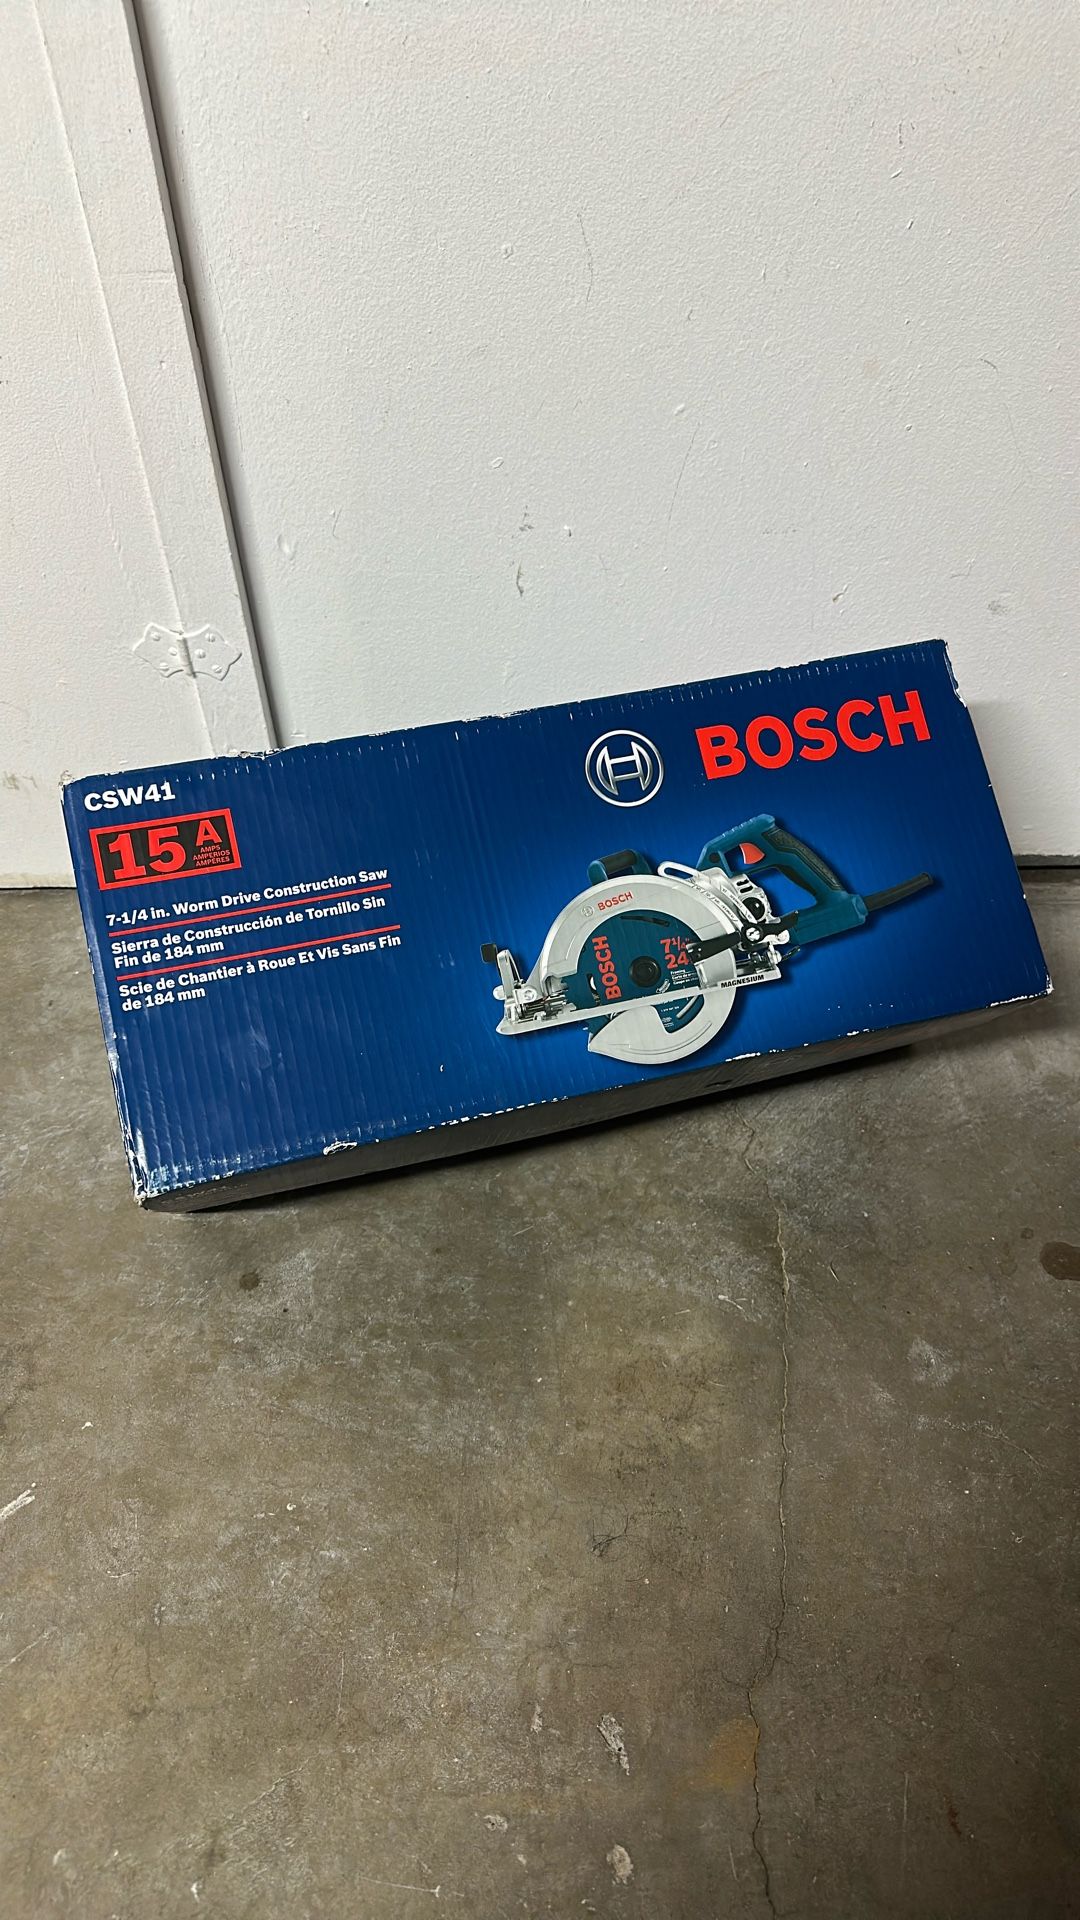 BOSCH
CSW41
15 A
AMPS
AMPERIOS
AMPÈRES
7-1/4 in. Worm Drive Construction Saw
Sierra de Construcción de Tornillo Sin
Fin de 184 mm
Scie de Chantier à Roue Et Vis Sans Fin
de 184 mm
BOSCH
BOSCH
7¼"
24
MAGNESIUM